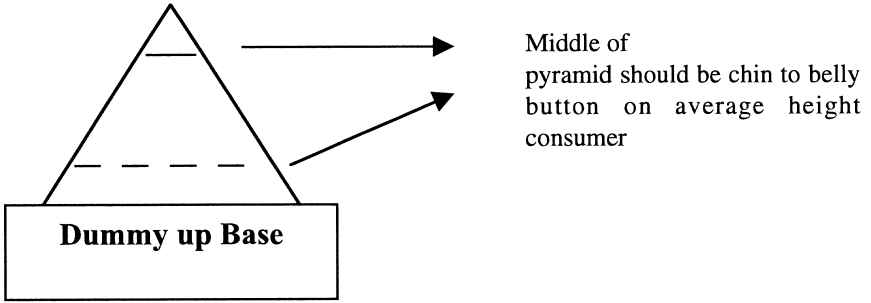 Middle of
pyramid should be chin to belly
button on average height
consumer
Dummy up Base